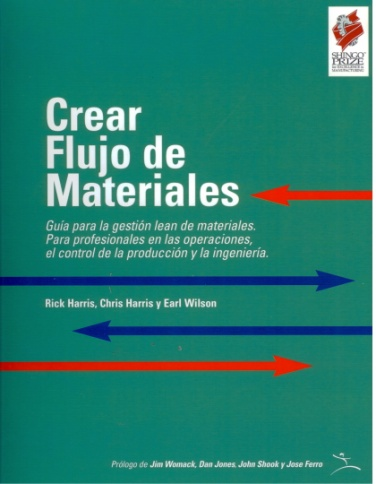 SHINGO
PRIZE
Crear
Flujo de
Materiales
Guía para la gestión lean de materiales.
Para profesionales en las operaciones,
el control de la producción y la ingeniería.
Rick Harris, Chris Harris y Earl Wilson
Prólogo de Jim Womack, Dan Jones, John Shook y Jose Ferro